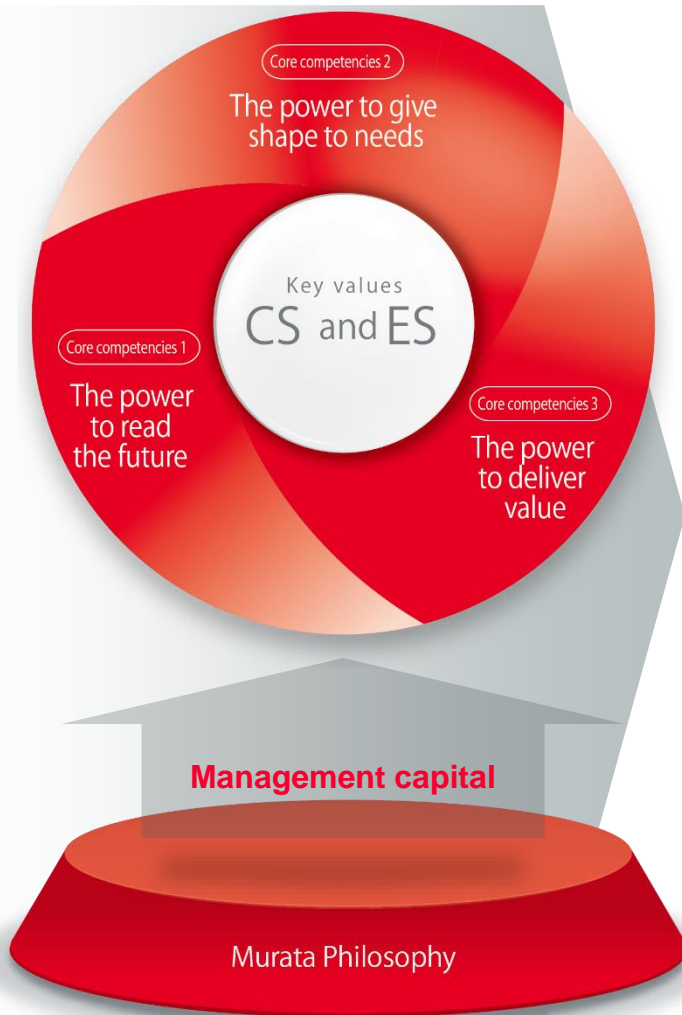 Core competencies 2
The power to give
shape to needs
Key values
CS and ES
Core competencies 1
The power
to read
the future
Core competencies 3
The power
to deliver
value
Management capital
Murata Philosophy